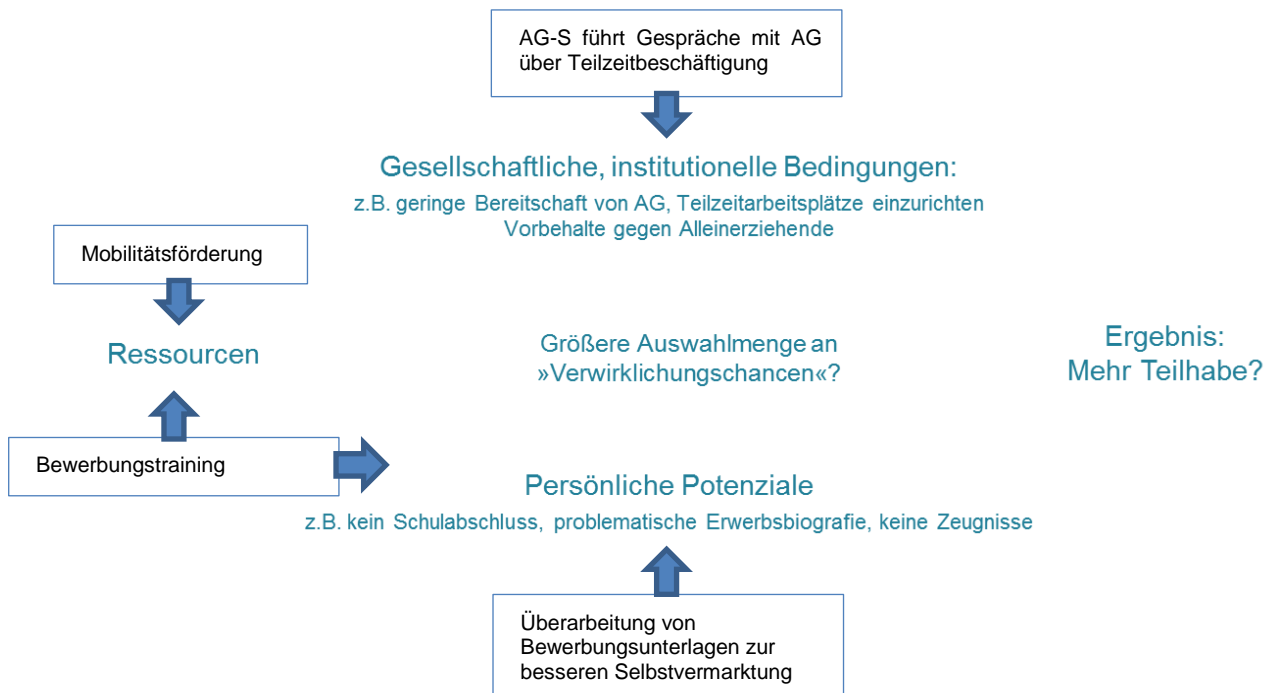 AG-S führt Gespräche mit AG
über Teilzeitbeschäftigung
Gesellschaftliche, institutionelle Bedingungen:
z.B. geringe Bereitschaft von AG, Teilzeitarbeitsplätze einzurichten
Vorbehalte gegen Alleinerziehende
Mobilitätsförderung
Ressourcen
Größere Auswahlmenge an
»Verwirklichungschancen«?
Ergebnis:
Mehr Teilhabe?
Bewerbungstraining
Persönliche Potenziale
z.B. kein Schulabschluss, problematische Erwerbsbiografie, keine Zeugnisse
Überarbeitung von
Bewerbungsunterlagen zur
besseren Selbstvermarktung